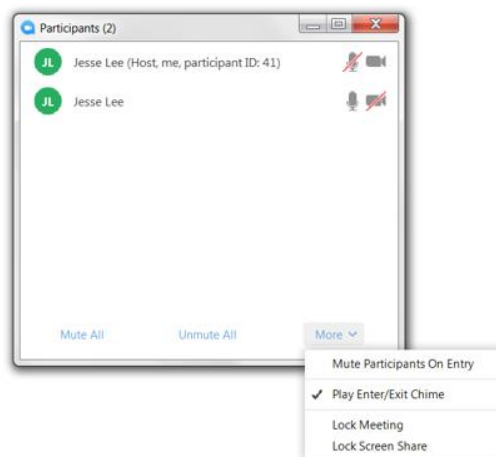 Participants (2)
JL Jesse Lee (Host, me, participant ID: 41)
JL Jesse Lee
Mute All Unmute All More
Mute Participants On Entry
✓ Play Enter/Exit Chime
Lock Meeting
Lock Screen Share